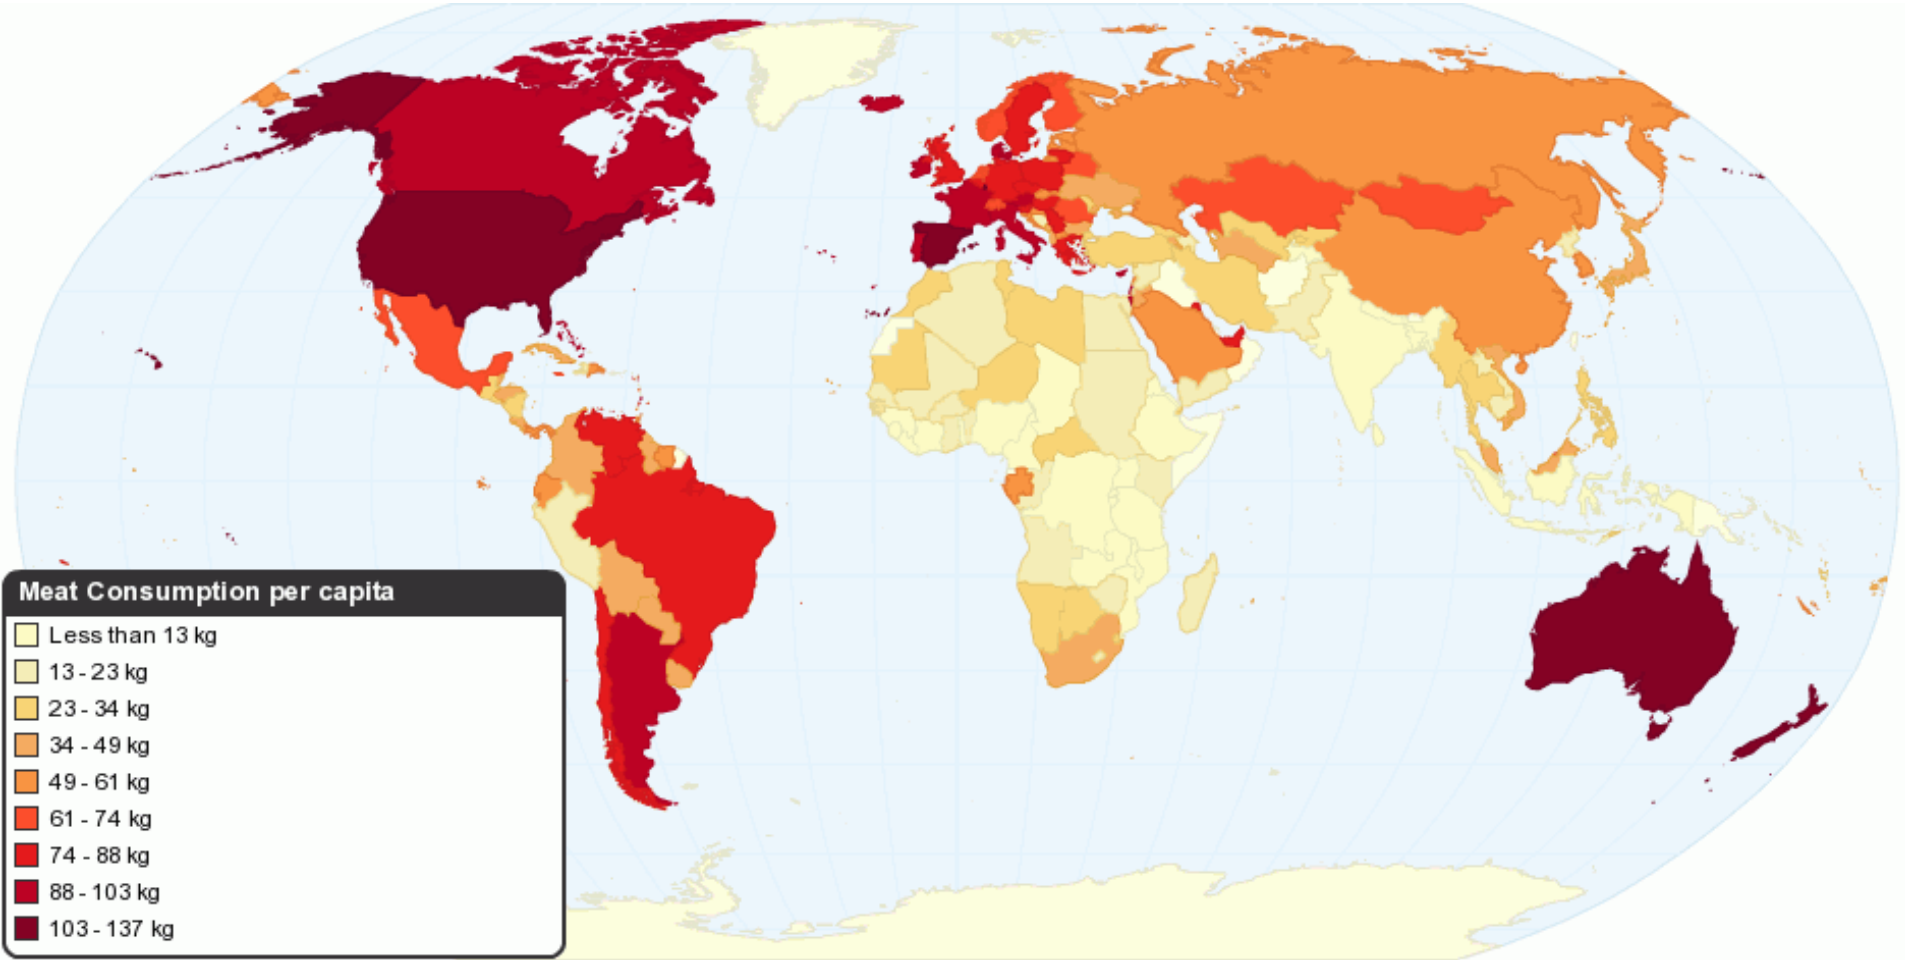 Meat Consumption per capita
Less than 13 kg
13 - 23 kg
23 - 34 kg
34 - 49 kg
49 - 61 kg
61 - 74 kg
74 - 88 kg
88 - 103 kg
103 - 137 kg